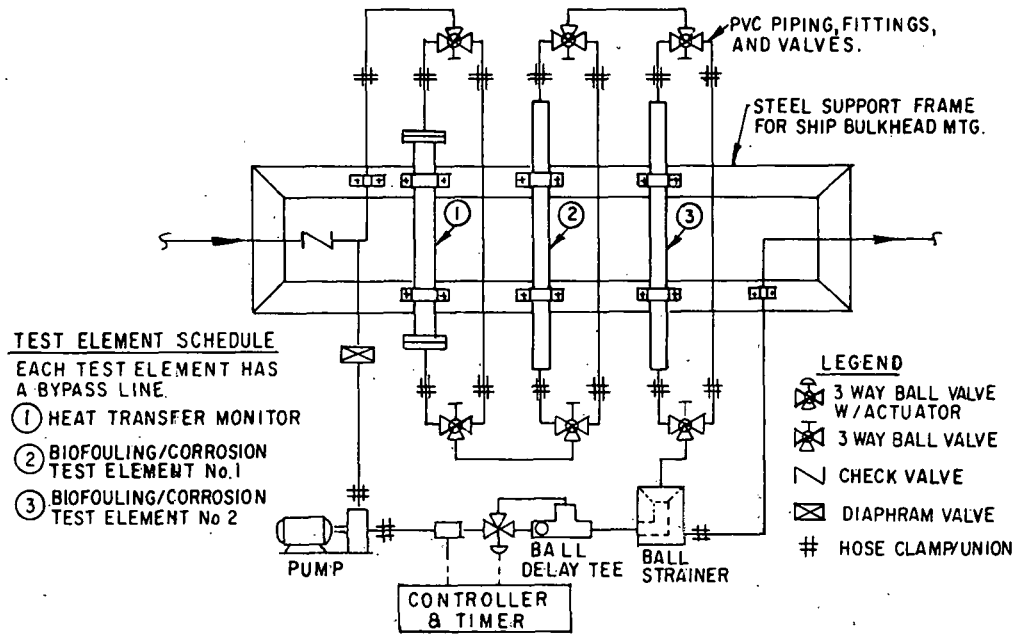 PVC PIPING, FITTINGS,
AND VALVES.
STEEL SUPPORT FRAME
FOR SHIP BULKHEAD MTG.
1
2
3
TEST ELEMENT SCHEDULE
EACH TEST ELEMENT HAS
A BYPASS LINE.
1 HEAT TRANSFER MONITOR
2 BIOFOULING/CORROSION
TEST ELEMENT No.1
3 BIOFOULING/CORROSION
TEST ELEMENT No 2
LEGEND
3 WAY BALL VALVE
W/ACTUATOR
3 WAY BALL VALVE
CHECK VALVE
DIAPHRAM VALVE
HOSE CLAMP/UNION
PUMP
BALL
DELAY TEE
BALL
STRAINER
CONTROLLER
& TIMER